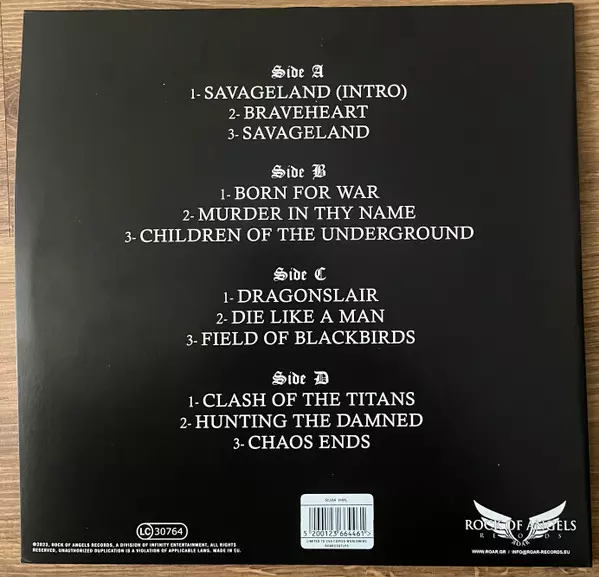 Side A
1- SAVAGELAND (INTRO)
2- BRAVEHEART
3- SAVAGELAND
Side B
1- BORN FOR WAR
2- MURDER IN THY NAME
3- CHILDREN OF THE UNDERGROUND
Side C
1- DRAGONSLAIR
2- DIE LIKE A MAN
3- FIELD OF BLACKBIRDS
Side D
1- CLASH OF THE TITANS
2- HUNTING THE DAMNED
3- CHAOS ENDS
LC 30764
5 200123 664461 >
ROCK OF ANGELS
RECORDS
ROAR
©2023, ROCK OF ANGELS RECORDS, A DIVISION OF INFINITY ENTERTAINMENT, ALL RIGHTS
RESERVED, UNAUTHORIZED DUPLICATION IS A VIOLATION OF APPLICABLE LAWS. MADE IN EU.
WWW.ROAR.GR / INFO@ROAR-RECORDS.EU